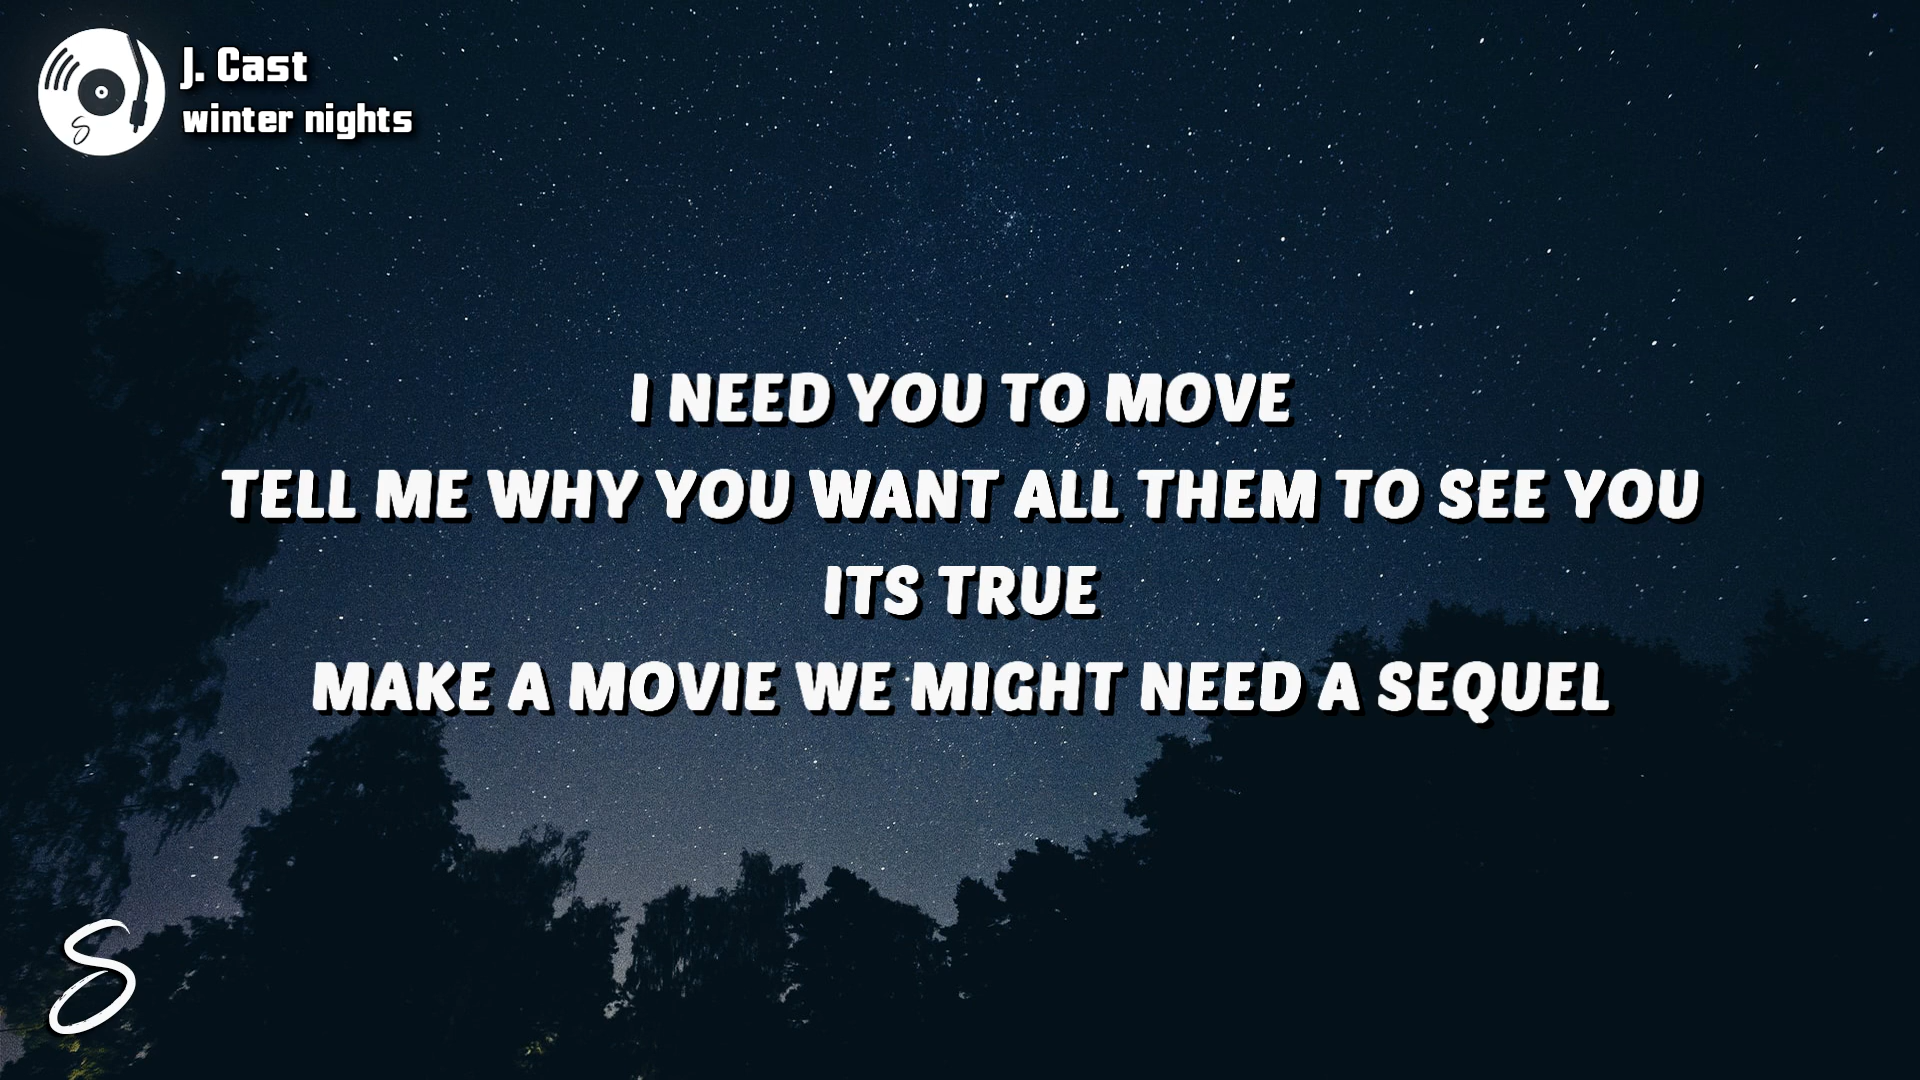 J. Cast
winter nights
I NEED YOU TO MOVE
TELL ME WHY YOU WANT ALL THEM TO SEE YOU
ITS TRUE
MAKE A MOVIE WE MIGHT NEED A SEQUEL
S